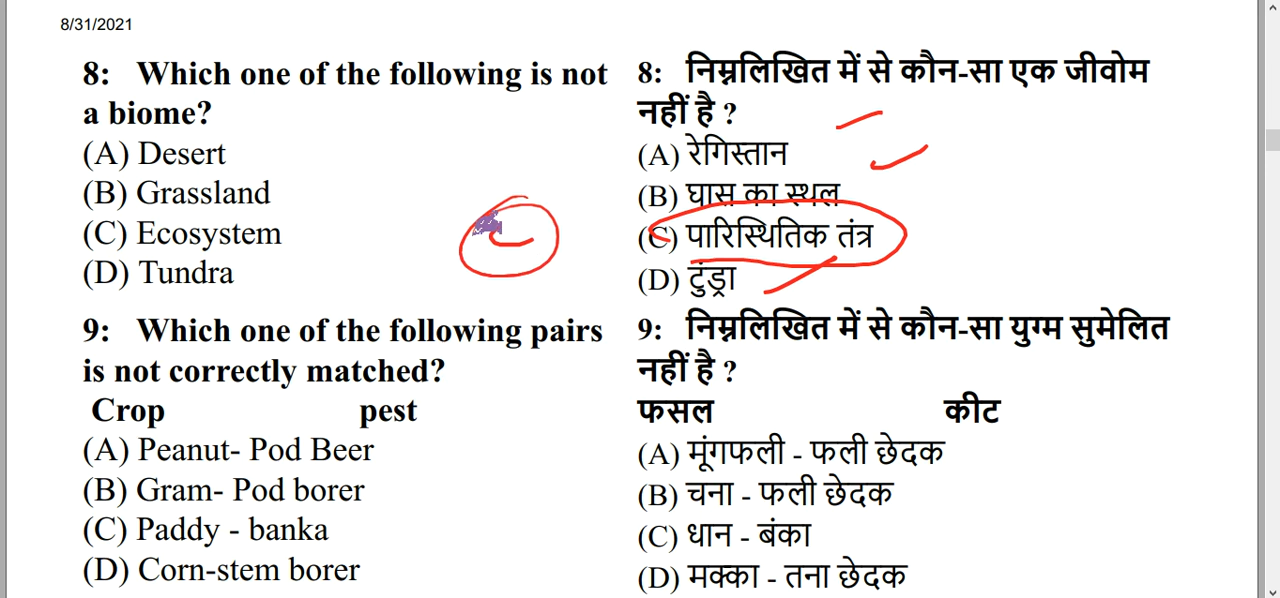 8/31/2021
8: Which one of the following is not
a biome?
(A) Desert
(B) Grassland
(C) Ecosystem
(D) Tundra
9: Which one of the following pairs
is not correctly matched?
Crop pest
(A) Peanut- Pod Beer
(B) Gram- Pod borer
(C) Paddy - banka
(D) Corn-stem borer
8: निम्नलिखित में से कौन-सा एक जीवोम
नहीं है ?
(A) रेगिस्तान
(B) घास का स्थल
(C) पारिस्थितिक तंत्र
(D) टुंड्रा
9: निम्नलिखित में से कौन-सा युग्म सुमेलित
नहीं है ?
फसल कीट
(A) मूंगफली - फली छेदक
(B) चना - फली छेदक
(C) धान - बंका
(D) मक्का - तना छेदक